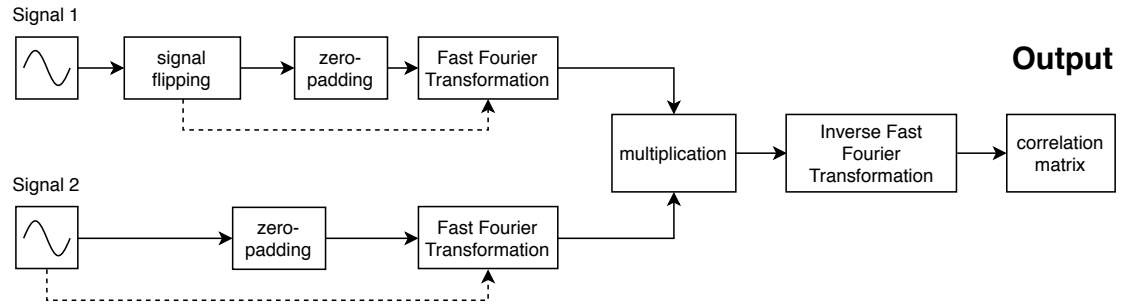 Signal 1
signal
flipping
zero-
padding
Fast Fourier
Transformation
Output
multiplication
Inverse Fast
Fourier
Transformation
correlation
matrix
Signal 2
zero-
padding
Fast Fourier
Transformation